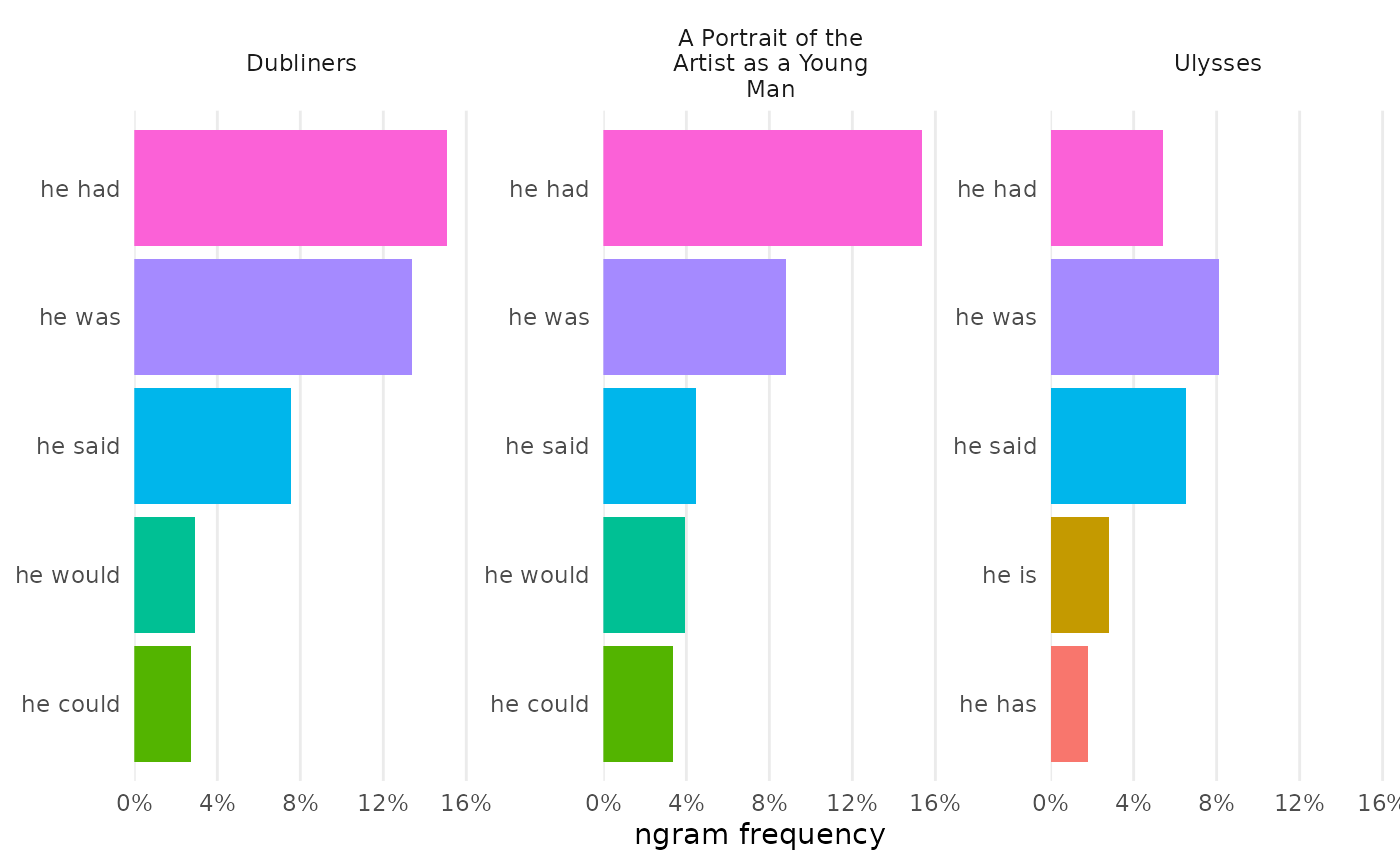 Dubliners
he had
he was
he said
he would
he could
0% 4% 8% 12% 16%
A Portrait of the
Artist as a Young
Man
he had
he was
he said
he would
he could
0% 4% 8% 12% 16%
Ulysses
he had
he was
he said
he is
he has
0% 4% 8% 12% 16%
ngram frequency